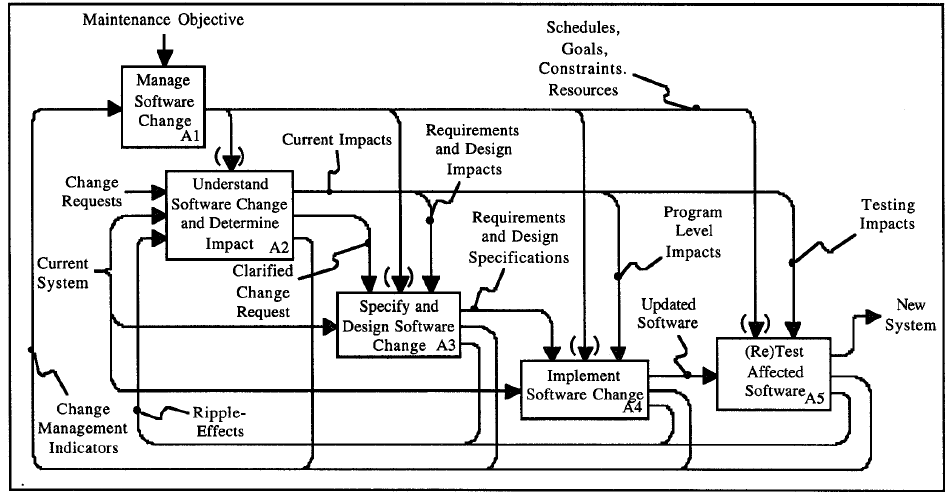 Maintenance Objective
Manage
Software
Change
A1
Schedules,
Goals,
Constraints.
Resources
Current Impacts
Requirements
and Design
Impacts
Change
Requests
Understand
Software Change
and Determine
Impact
A2
Requirements
and Design
Specifications
Program
Level
Impacts
Testing
Impacts
Current
System
Clarified
Change
Request
Specify and
Design Software
Change A3
Updated
Software
New
System
Implement
Software Change
A4
(Re)Test
Affected
Software
A5
Change
Management
Indicators
Ripple-
Effects